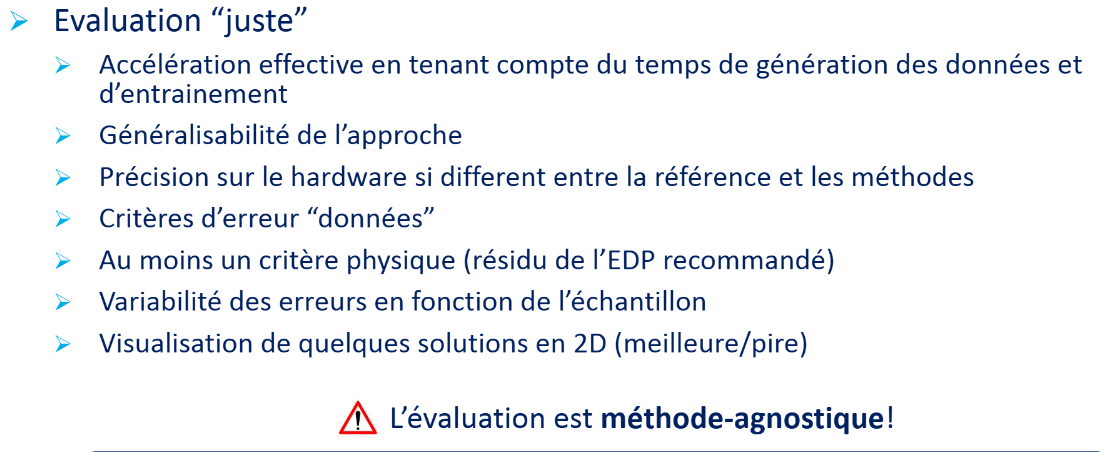 Evaluation “juste”
Accélération effective en tenant compte du temps de génération des données et
d’entrainement
Généralisabilité de l’approche
Précision sur le hardware si different entre la référence et les méthodes
Critères d’erreur “données”
Au moins un critère physique (résidu de l’EDP recommandé)
Variabilité des erreurs en fonction de l’échantillon
Visualisation de quelques solutions en 2D (meilleure/pire)
L’évaluation est méthode-agnostique!